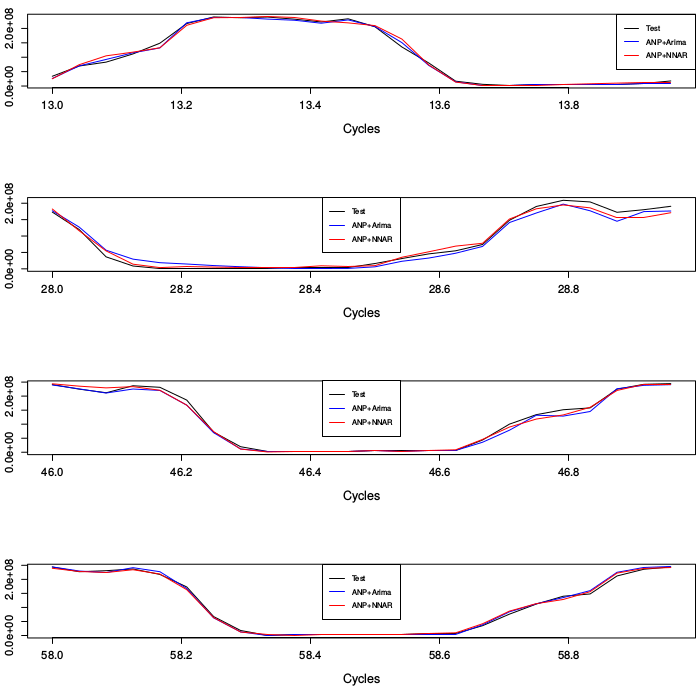 0.0e+00 2.0e+08
Test
ANP+Arima
ANP+NNAR
13.0 13.2 13.4 13.6 13.8
Cycles
0.0e+00 2.0e+08
Test
ANP+Arima
ANP+NNAR
28.0 28.2 28.4 28.6 28.8
Cycles
0.0e+00 2.0e+08
Test
ANP+Arima
ANP+NNAR
46.0 46.2 46.4 46.6 46.8
Cycles
0.0e+00 2.0e+08
Test
ANP+Arima
ANP+NNAR
58.0 58.2 58.4 58.6 58.8
Cycles